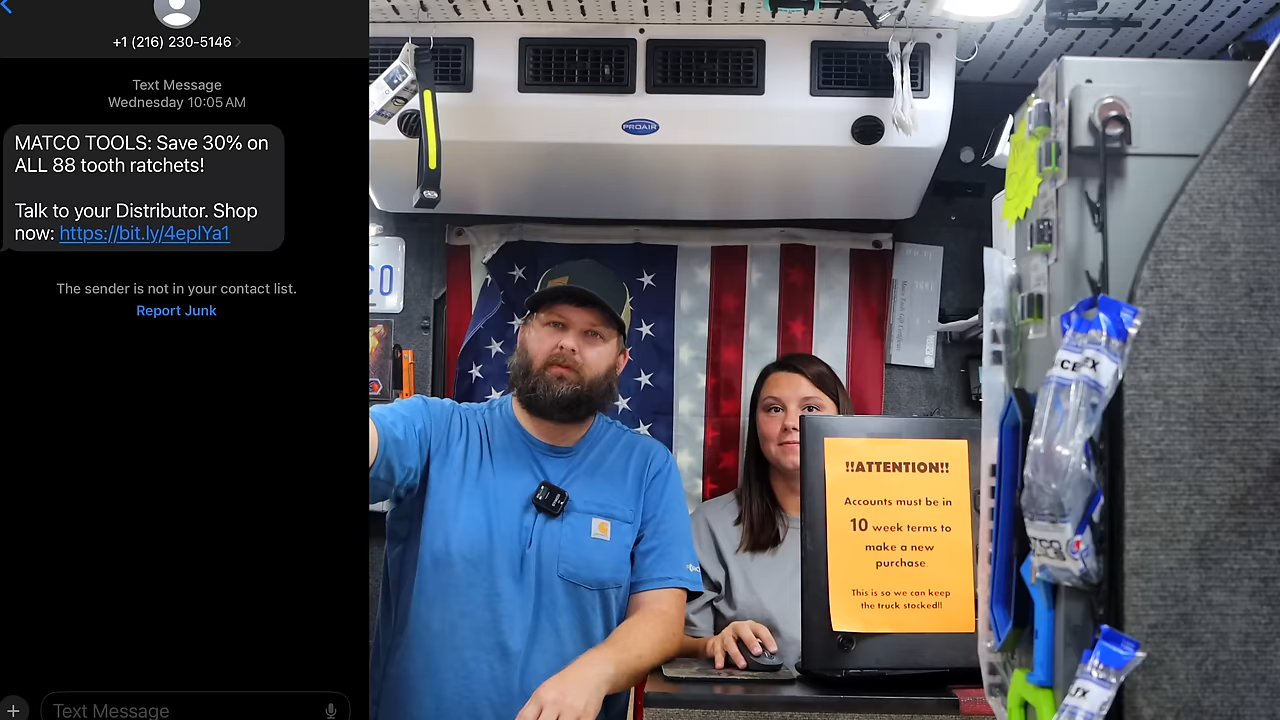 +1 (216) 230-5146
Text Message
Wednesday 10:05 AM
MATCO TOOLS: Save 30% on
ALL 88 tooth ratchets!
Talk to your Distributor. Shop
now: https://bit.ly/4eplYa1
The sender is not in your contact list.
Report Junk
Text Message
PROAIR
!!ATTENTION!!
Accounts must be in
10 week terms to
make a new
purchase.
This is so we can keep
the truck stocked!!